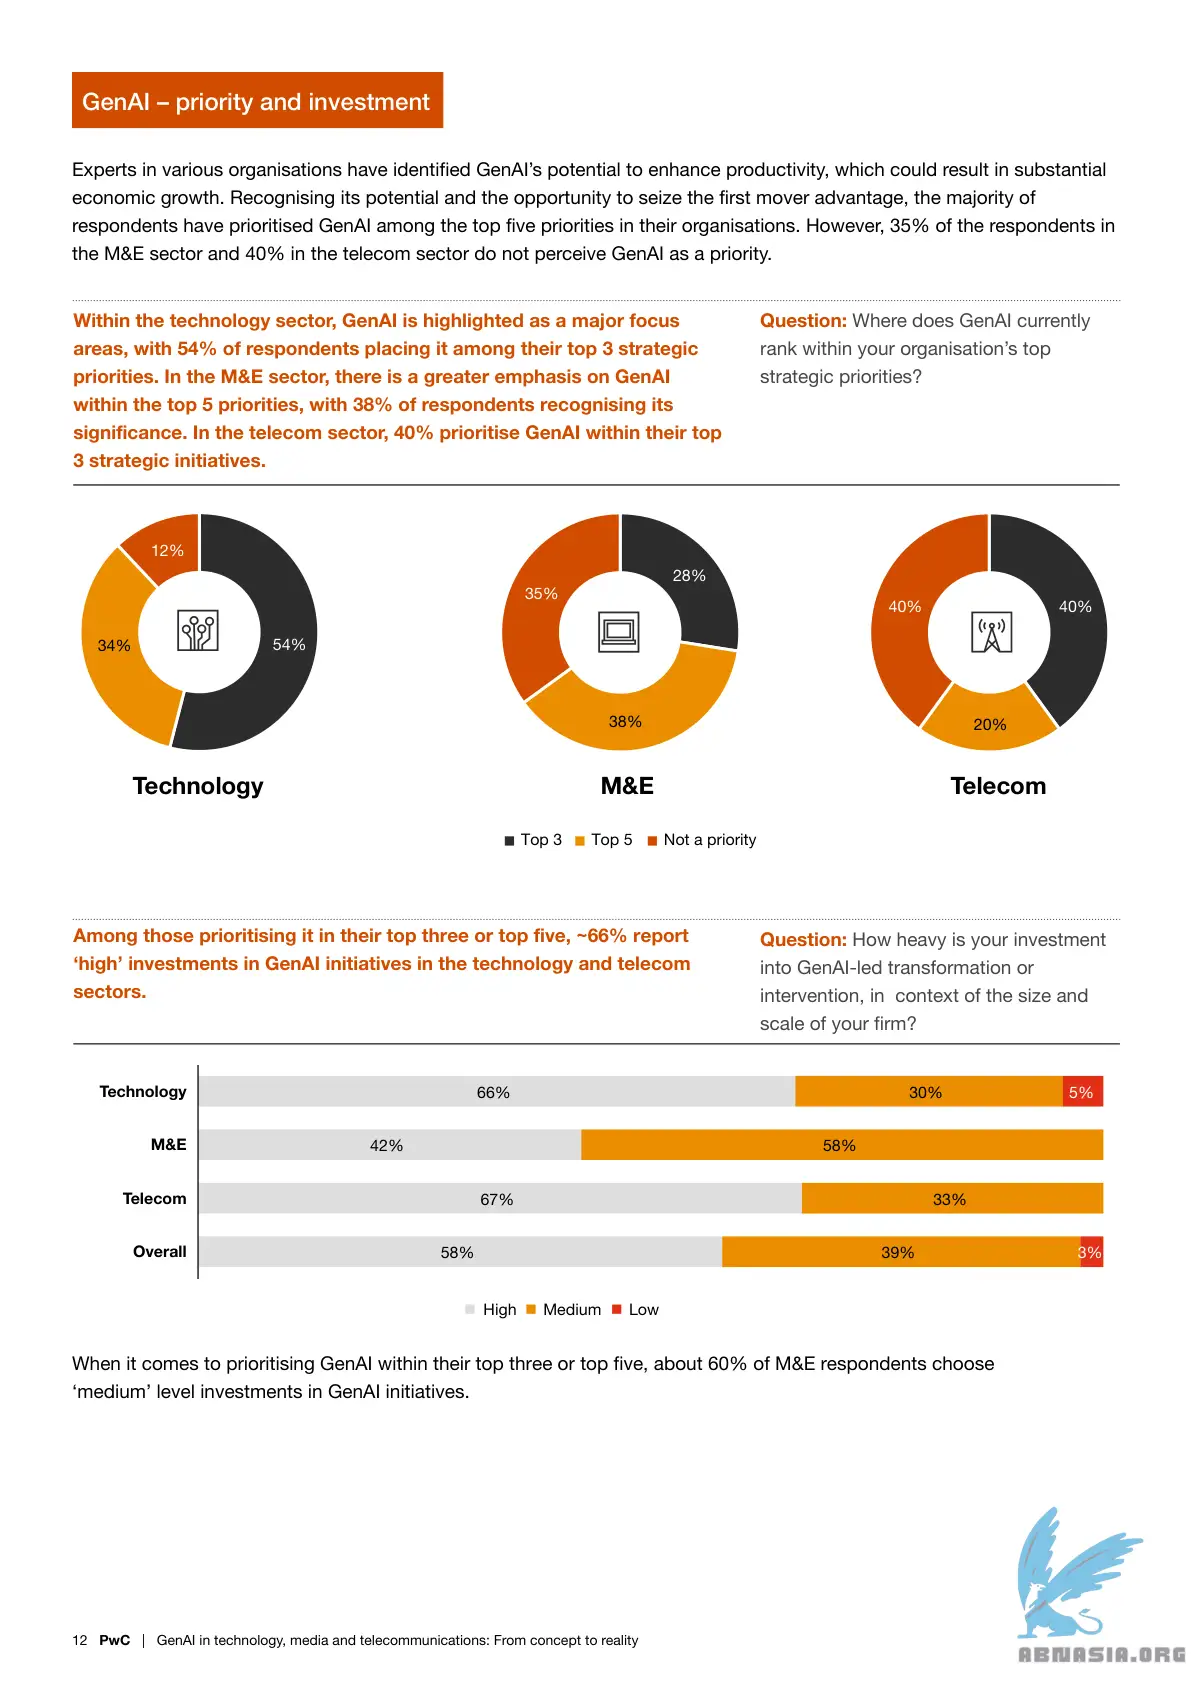 GenAI – priority and investment
Experts in various organisations have identified GenAI’s potential to enhance productivity, which could result in substantial
economic growth. Recognising its potential and the opportunity to seize the first mover advantage, the majority of
respondents have prioritised GenAI among the top five priorities in their organisations. However, 35% of the respondents in
the M&E sector and 40% in the telecom sector do not perceive GenAI as a priority.
Within the technology sector, GenAI is highlighted as a major focus
areas, with 54% of respondents placing it among their top 3 strategic
priorities. In the M&E sector, there is a greater emphasis on GenAI
within the top 5 priorities, with 38% of respondents recognising its
significance. In the telecom sector, 40% prioritise GenAI within their top
3 strategic initiatives.
Question: Where does GenAI currently
rank within your organisation’s top
strategic priorities?
12%
34%
54%
Technology
35%
28%
38%
M&E
40%
40%
20%
Telecom
Top 3 Top 5 Not a priority
Among those prioritising it in their top three or top five, ~66% report
‘high’ investments in GenAI initiatives in the technology and telecom
sectors.
Question: How heavy is your investment
into GenAI-led transformation or
intervention, in context of the size and
scale of your firm?
Technology 66% 30% 5%
M&E 42% 58%
Telecom 67% 33%
Overall 58% 39% 3%
High Medium Low
When it comes to prioritising GenAI within their top three or top five, about 60% of M&E respondents choose
‘medium’ level investments in GenAI initiatives.
12 PwC | GenAI in technology, media and telecommunications: From concept to reality
ABNASIA.ORG